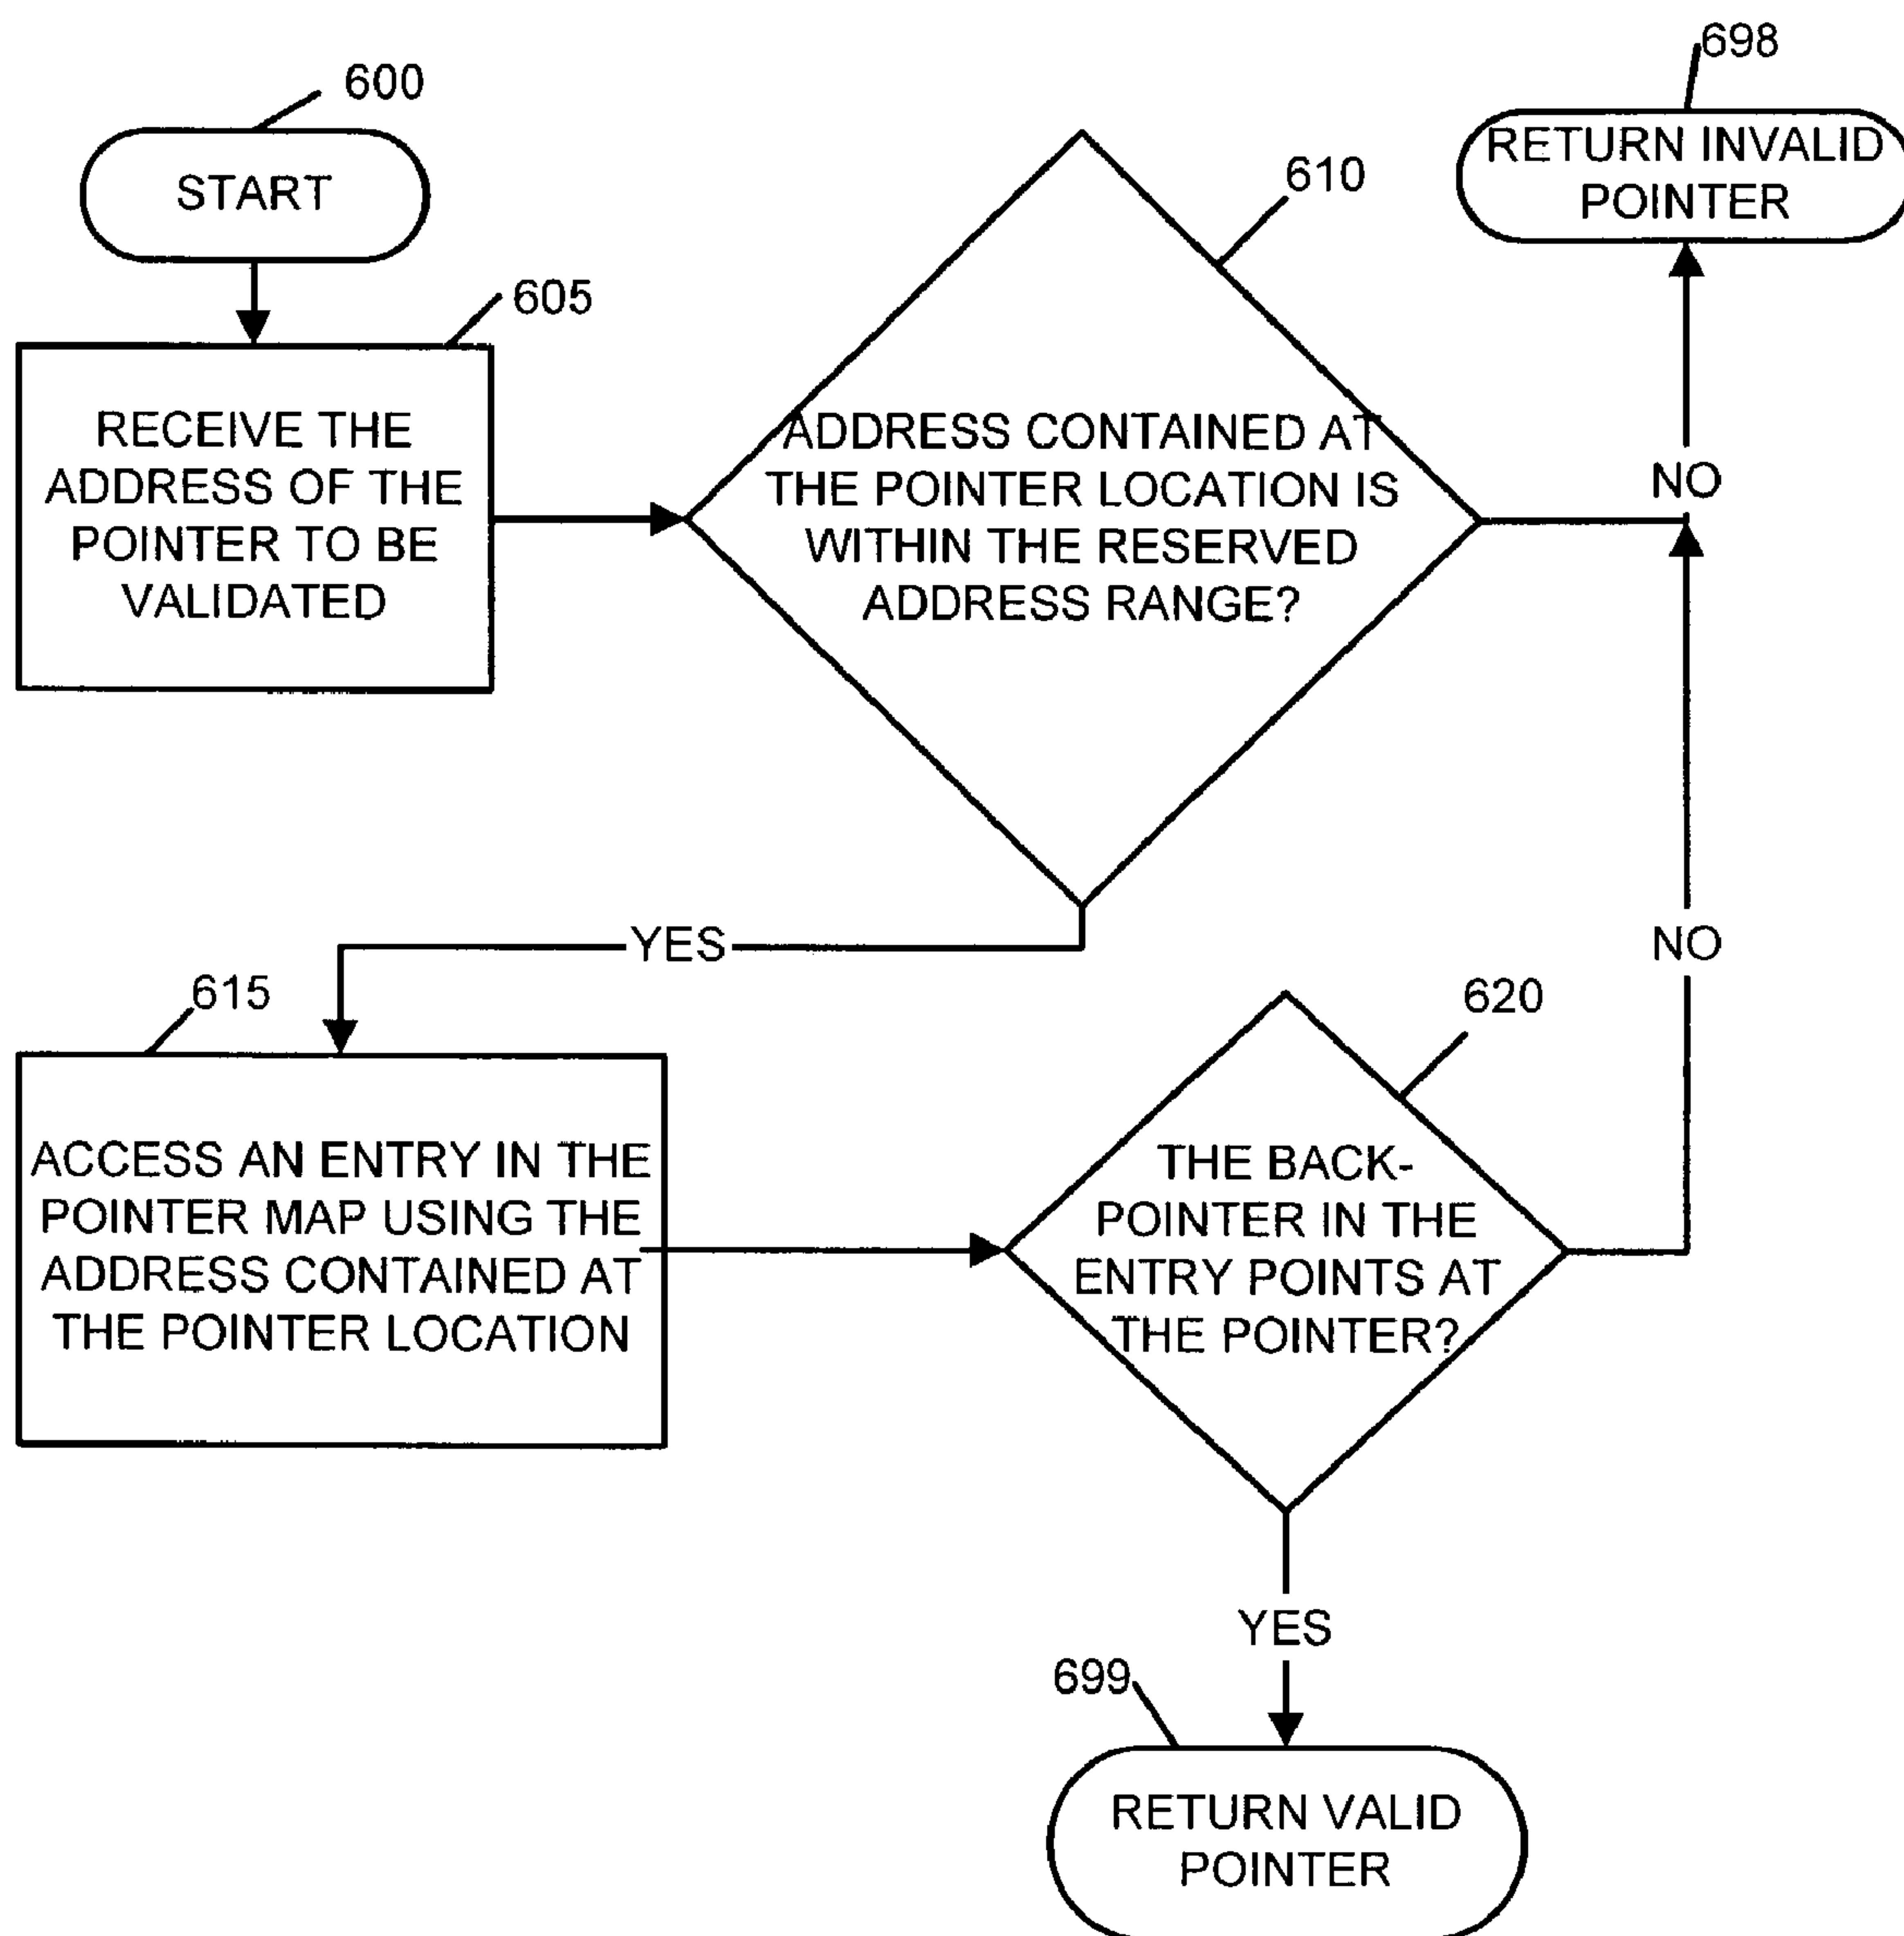 600
START
605
RECEIVE THE
ADDRESS OF THE
POINTER TO BE
VALIDATED
610
ADDRESS CONTAINED AT
THE POINTER LOCATION IS
WITHIN THE RESERVED
ADDRESS RANGE?
698
RETURN INVALID
POINTER
NO
YES
NO
615
ACCESS AN ENTRY IN THE
POINTER MAP USING THE
ADDRESS CONTAINED AT
THE POINTER LOCATION
620
THE BACK-
POINTER IN THE
ENTRY POINTS AT
THE POINTER?
YES
699
RETURN VALID
POINTER